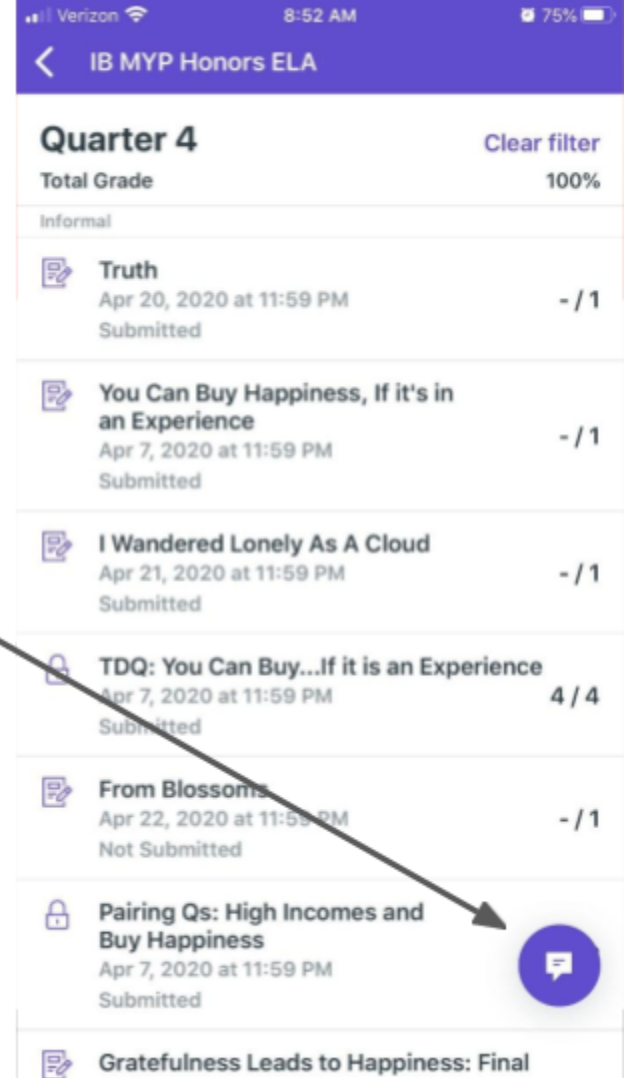 Verizon 8:52 AM 75%
IB MYP Honors ELA
Quarter 4 Clear filter
Total Grade 100%
Informal
Truth
Apr 20, 2020 at 11:59 PM - / 1
Submitted
You Can Buy Happiness, If it's in
an Experience
Apr 7, 2020 at 11:59 PM - / 1
Submitted
I Wandered Lonely As A Cloud
Apr 21, 2020 at 11:59 PM - / 1
Submitted
TDQ: You Can Buy...If it is an Experience
Apr 7, 2020 at 11:59 PM 4 / 4
Submitted
From Blossoms
Apr 22, 2020 at 11:59 PM - / 1
Not Submitted
Pairing Qs: High Incomes and
Buy Happiness
Apr 7, 2020 at 11:59 PM
Submitted
Gratefulness Leads to Happiness: Final